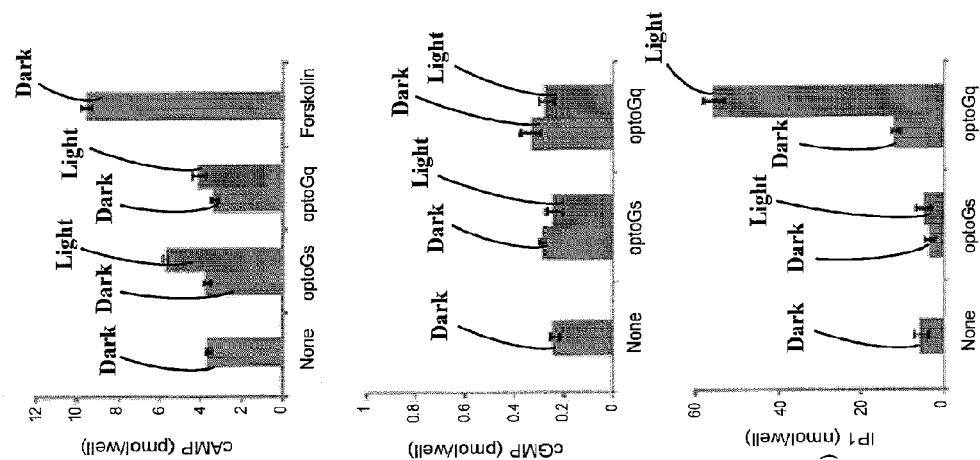 cAMP (pmol/well)
12
10
8
6
4
2
0
Dark
Dark
Light
Dark
Light
Dark
None
optoGs
optoGq
Forskolin
cGMP (pmol/well)
1
0.8
0.6
0.4
0.2
0
Dark
Dark
Light
Dark
Light
None
optoGs
optoGq
IP1 (nmol/well)
60
40
20
0
Dark
Dark
Light
Dark
Light
None
optoGs
optoGq